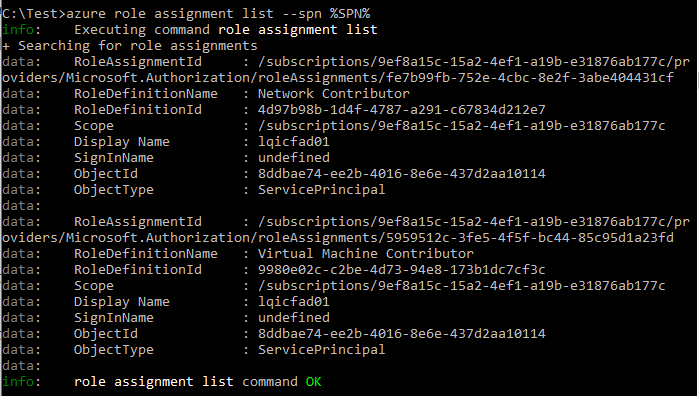 C:\Test>azure role assignment list --spn %SPN%
info:    Executing command role assignment list
+ Searching for role assignments
data:    RoleAssignmentId     : /subscriptions/9ef8a15c-15a2-4ef1-a19b-e31876ab177c/pr
oviders/Microsoft.Authorization/roleAssignments/fe7b99fb-752e-4cbc-8e2f-3abe404431cf
data:    RoleDefinitionName   : Network Contributor
data:    RoleDefinitionId     : 4d97b98b-1d4f-4787-a291-c67834d212e7
data:    Scope                : /subscriptions/9ef8a15c-15a2-4ef1-a19b-e31876ab177c
data:    Display Name         : lqicfad01
data:    SignInName           : undefined
data:    ObjectId             : 8ddbae74-ee2b-4016-8e6e-437d2aa10114
data:    ObjectType           : ServicePrincipal
data:
data:    RoleAssignmentId     : /subscriptions/9ef8a15c-15a2-4ef1-a19b-e31876ab177c/pr
oviders/Microsoft.Authorization/roleAssignments/5959512c-3fe5-4f5f-bc44-85c95d1a23fd
data:    RoleDefinitionName   : Virtual Machine Contributor
data:    RoleDefinitionId     : 9980e02c-c2be-4d73-94e8-173b1dc7cf3c
data:    Scope                : /subscriptions/9ef8a15c-15a2-4ef1-a19b-e31876ab177c
data:    Display Name         : lqicfad01
data:    SignInName           : undefined
data:    ObjectId             : 8ddbae74-ee2b-4016-8e6e-437d2aa10114
data:    ObjectType           : ServicePrincipal
data:
info:    role assignment list command OK